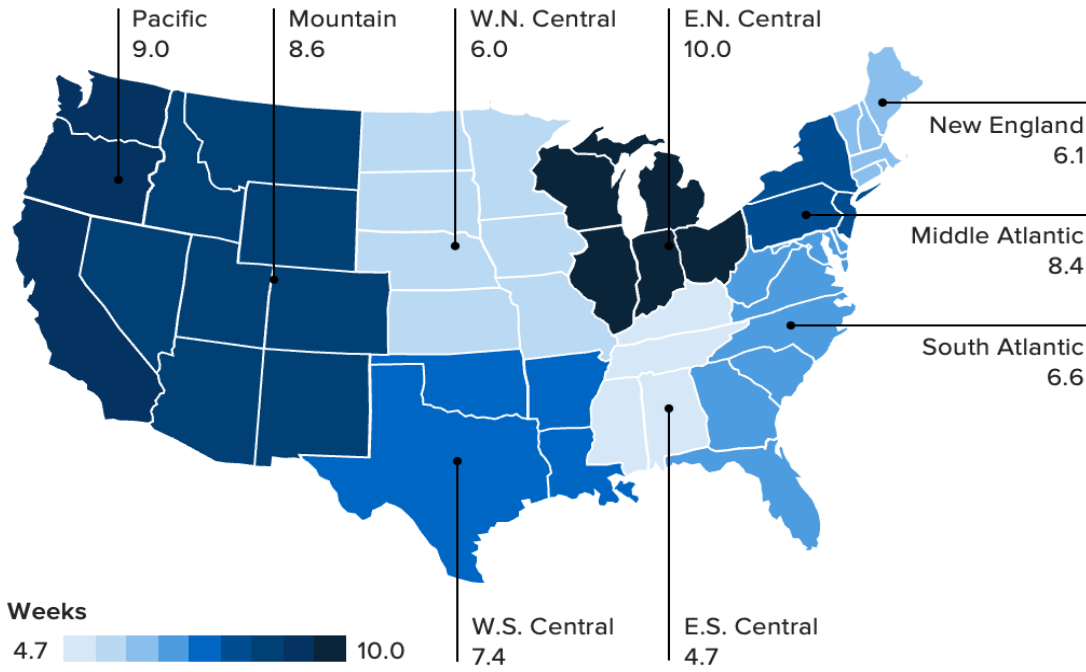 Pacific
9.0
Mountain
8.6
W.N. Central
6.0
E.N. Central
10.0
New England
6.1
Middle Atlantic
8.4
South Atlantic
6.6
Weeks
4.7
10.0
W.S. Central
7.4
E.S. Central
4.7